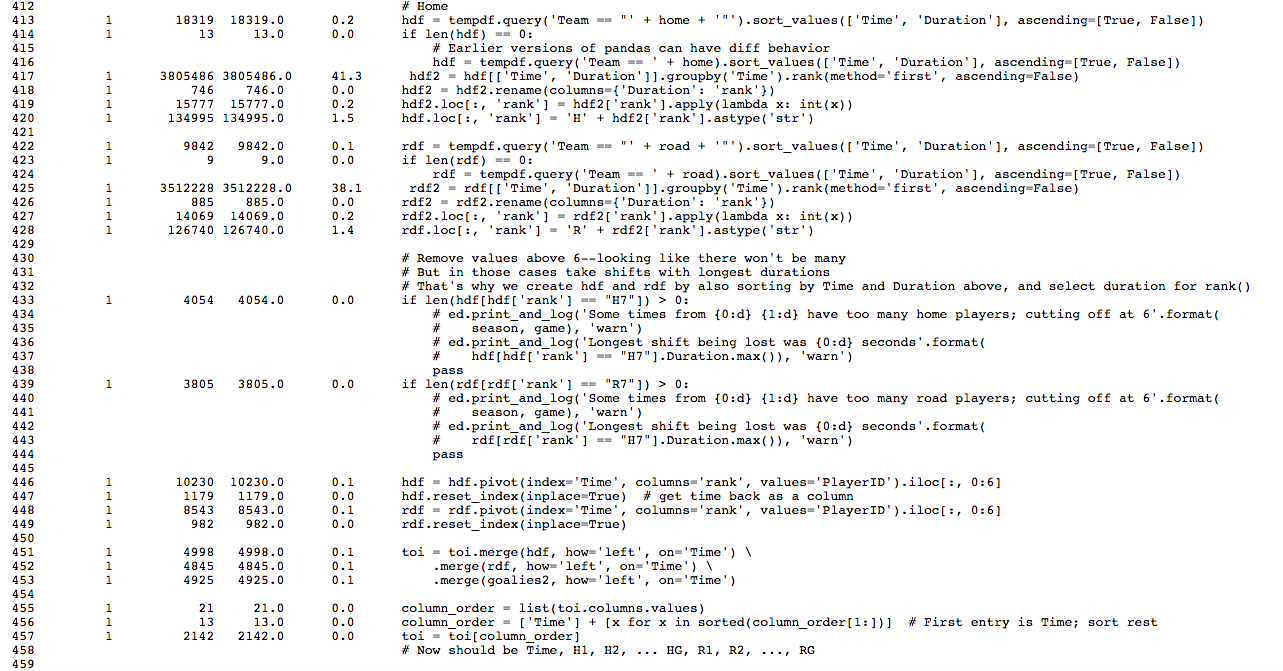 412 # Home
413 1 18319 18319.0 0.2 hdf = tempdf.query('Team == "' + home + '"').sort_values(['Time', 'Duration'], ascending=[True, False])
414 1 13 13.0 0.0 if len(hdf) == 0:
415 # Earlier versions of pandas can have diff behavior
416 hdf = tempdf.query('Team == ' + home).sort_values(['Time', 'Duration'], ascending=[True, False])
417 1 3805486 3805486.0 41.3 hdf2 = hdf[['Time', 'Duration']].groupby('Time').rank(method='first', ascending=False)
418 1 746 746.0 0.0 hdf2 = hdf2.rename(columns={'Duration': 'rank'})
419 1 15777 15777.0 0.2 hdf2.loc[:, 'rank'] = hdf2['rank'].apply(lambda x: int(x))
420 1 134995 134995.0 1.5 hdf.loc[:, 'rank'] = 'H' + hdf2['rank'].astype('str')
421
422 1 9842 9842.0 0.1 rdf = tempdf.query('Team == "' + road + '"').sort_values(['Time', 'Duration'], ascending=[True, False])
423 1 9 9.0 0.0 if len(rdf) == 0:
424 rdf = tempdf.query('Team == ' + road).sort_values(['Time', 'Duration'], ascending=[True, False])
425 1 3512228 3512228.0 38.1 rdf2 = rdf[['Time', 'Duration']].groupby('Time').rank(method='first', ascending=False)
426 1 885 885.0 0.0 rdf2 = rdf2.rename(columns={'Duration': 'rank'})
427 1 14069 14069.0 0.2 rdf2.loc[:, 'rank'] = rdf2['rank'].apply(lambda x: int(x))
428 1 126740 126740.0 1.4 rdf.loc[:, 'rank'] = 'R' + rdf2['rank'].astype('str')
429
430 # Remove values above 6--looking like there won't be many
431 # But in those cases take shifts with longest durations
432 # That's why we create hdf and rdf by also sorting by Time and Duration above, and select duration for rank()
433 1 4054 4054.0 0.0 if len(hdf[hdf['rank'] == "H7"]) > 0:
434 # ed.print_and_log('Some times from {0:d} {1:d} have too many home players; cutting off at 6'.format(
435 # season, game), 'warn')
436 # ed.print_and_log('Longest shift being lost was {0:d} seconds'.format(
437 # hdf[hdf['rank'] == "H7"].Duration.max()), 'warn')
438 pass
439 1 3805 3805.0 0.0 if len(rdf[rdf['rank'] == "R7"]) > 0:
440 # ed.print_and_log('Some times from {0:d} {1:d} have too many road players; cutting off at 6'.format(
441 # season, game), 'warn')
442 # ed.print_and_log('Longest shift being lost was {0:d} seconds'.format(
443 # rdf[rdf['rank'] == "H7"].Duration.max()), 'warn')
444 pass
445
446 1 10230 10230.0 0.1 hdf = hdf.pivot(index='Time', columns='rank', values='PlayerID').iloc[:, 0:6]
447 1 1179 1179.0 0.0 hdf.reset_index(inplace=True) # get time back as a column
448 1 8543 8543.0 0.1 rdf = rdf.pivot(index='Time', columns='rank', values='PlayerID').iloc[:, 0:6]
449 1 982 982.0 0.0 rdf.reset_index(inplace=True)
450
451 1 4998 4998.0 0.1 toi = toi.merge(hdf, how='left', on='Time') \
452 1 4845 4845.0 0.1 .merge(rdf, how='left', on='Time') \
453 1 4925 4925.0 0.1 .merge(goalies2, how='left', on='Time')
454
455 1 21 21.0 0.0 column_order = list(toi.columns.values)
456 1 13 13.0 0.0 column_order = ['Time'] + [x for x in sorted(column_order[1:])] # First entry is Time; sort rest
457 1 2142 2142.0 0.0 toi = toi[column_order]
458 # Now should be Time, H1, H2, ... HG, R1, R2, ..., RG
459